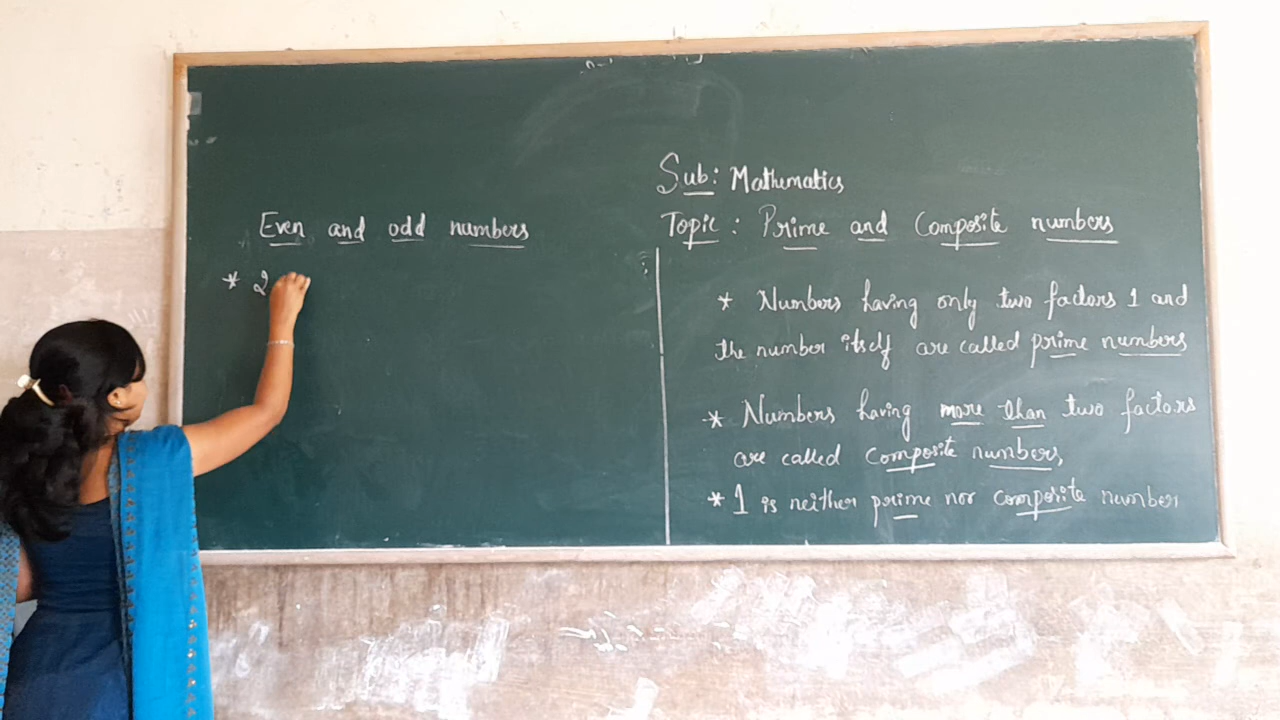 Even and odd numbers
* 2
Sub: Mathematics
Topic: Prime and Composite numbers
* Numbers having only two factors 1 and
the number itself are called prime numbers
* Numbers having more than two factors
are called composite numbers,
* 1 is neither prime nor composite number